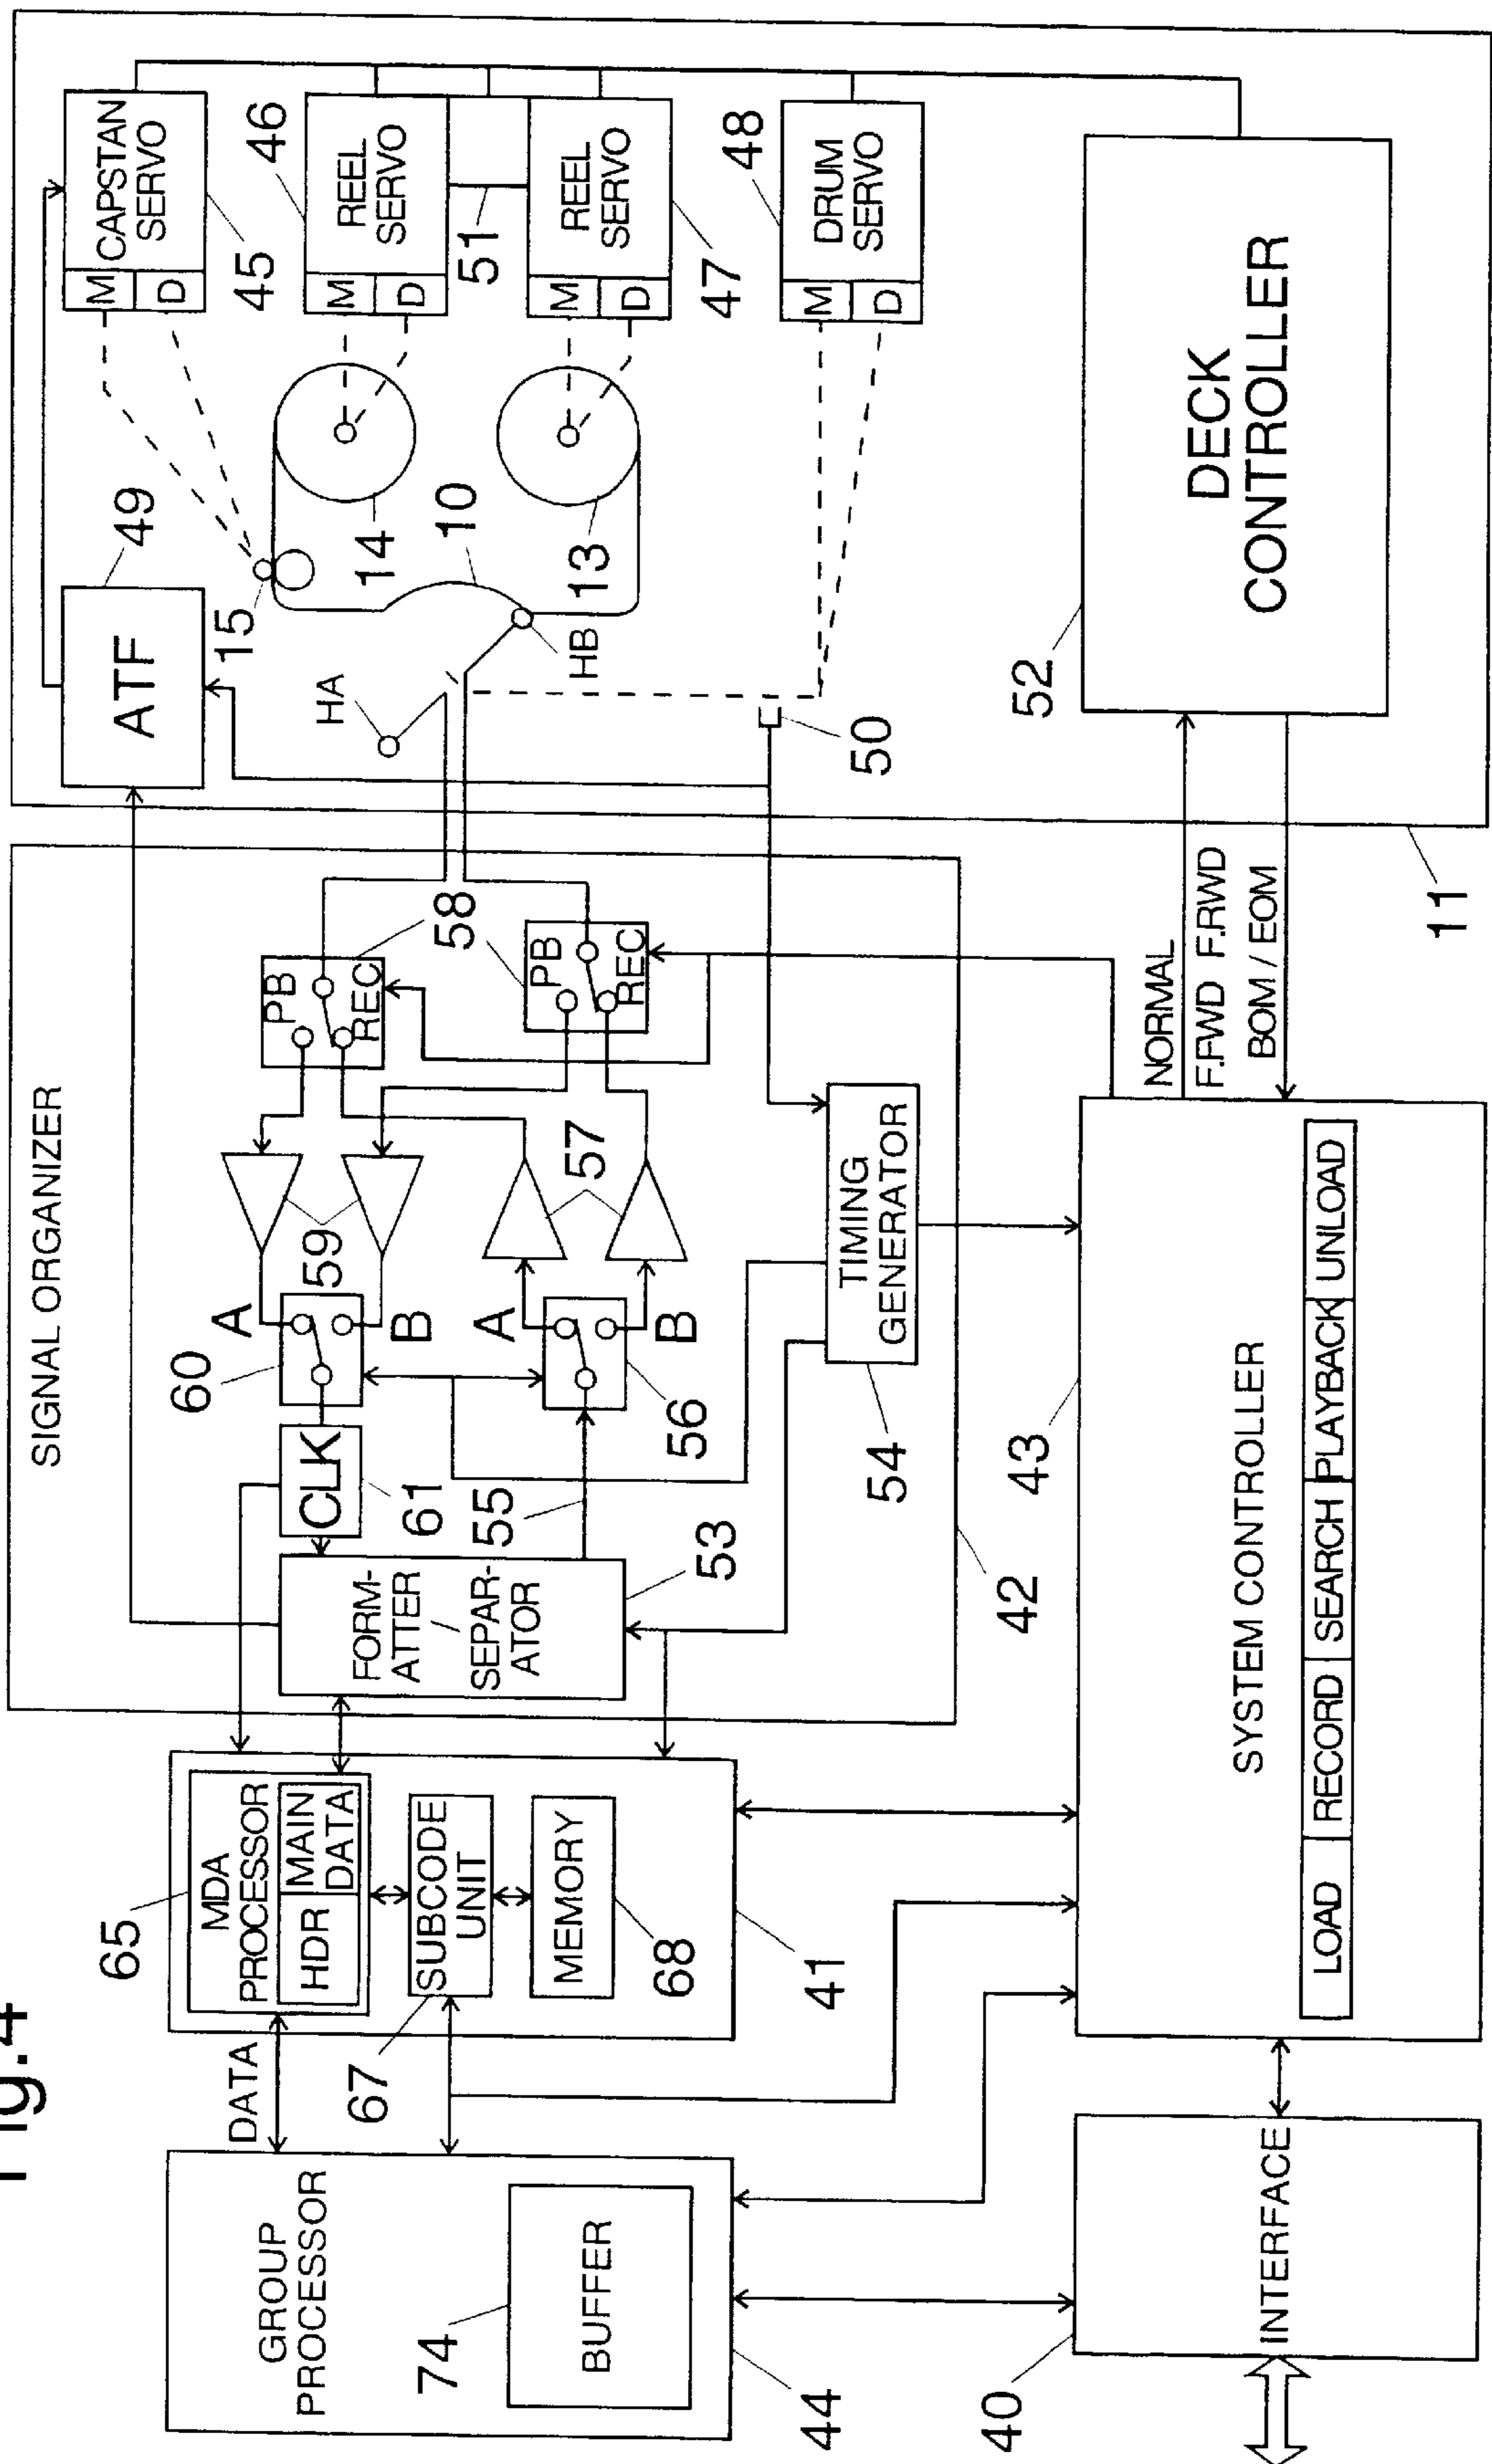 Fig.4
GROUP
PROCESSOR
74
BUFFER
44
DATA
65
MDA
PROCESSOR
HDR
MAIN
DATA
67
SUBCODE
UNIT
MEMORY
68
41
SIGNAL ORGANIZER
FORM-
ATTER
SEPAR-
ATOR
53
55
CLK
61
60
A
B
59
A
B
56
57
PB
REC
58
PB
REC
TIMING
GENERATOR
54
42
ATF
49
HA
HB
15
14
10
13
50
M
D
CAPSTAN
SERVO
45
M
D
REEL
SERVO
46
51
M
D
REEL
SERVO
47
M
D
DRUM
SERVO
48
DECK
CONTROLLER
52
11
NORMAL
F.FWD F.RWD
BOM / EOM
SYSTEM CONTROLLER
43
LOAD
RECORD
SEARCH
PLAYBACK
UNLOAD
INTERFACE
40